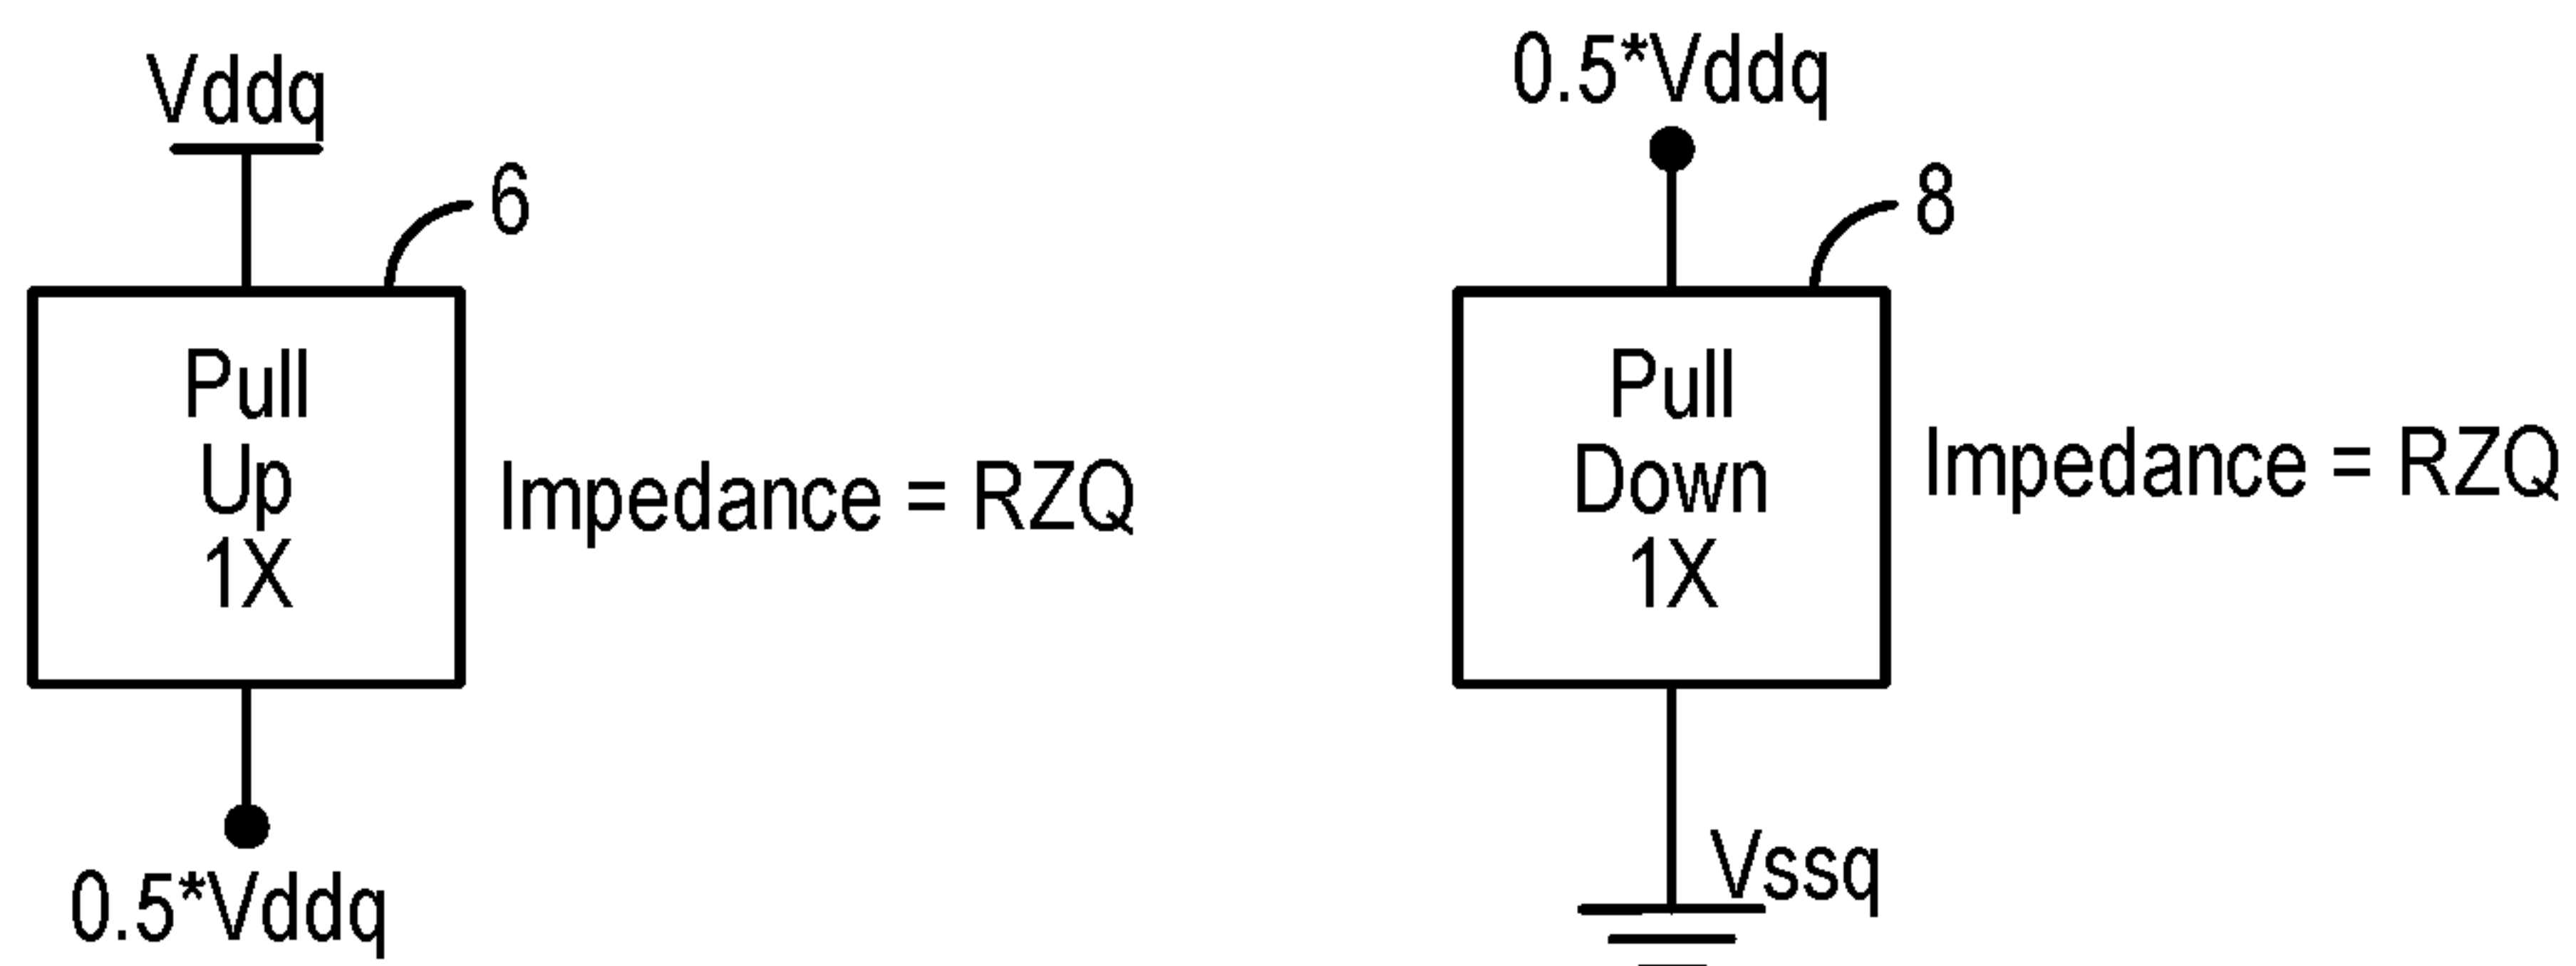 Vddq
6
Pull
Up
1X
Impedance = RZQ
0.5*Vddq
0.5*Vddq
8
Pull
Down
1X
Impedance = RZQ
Vssq